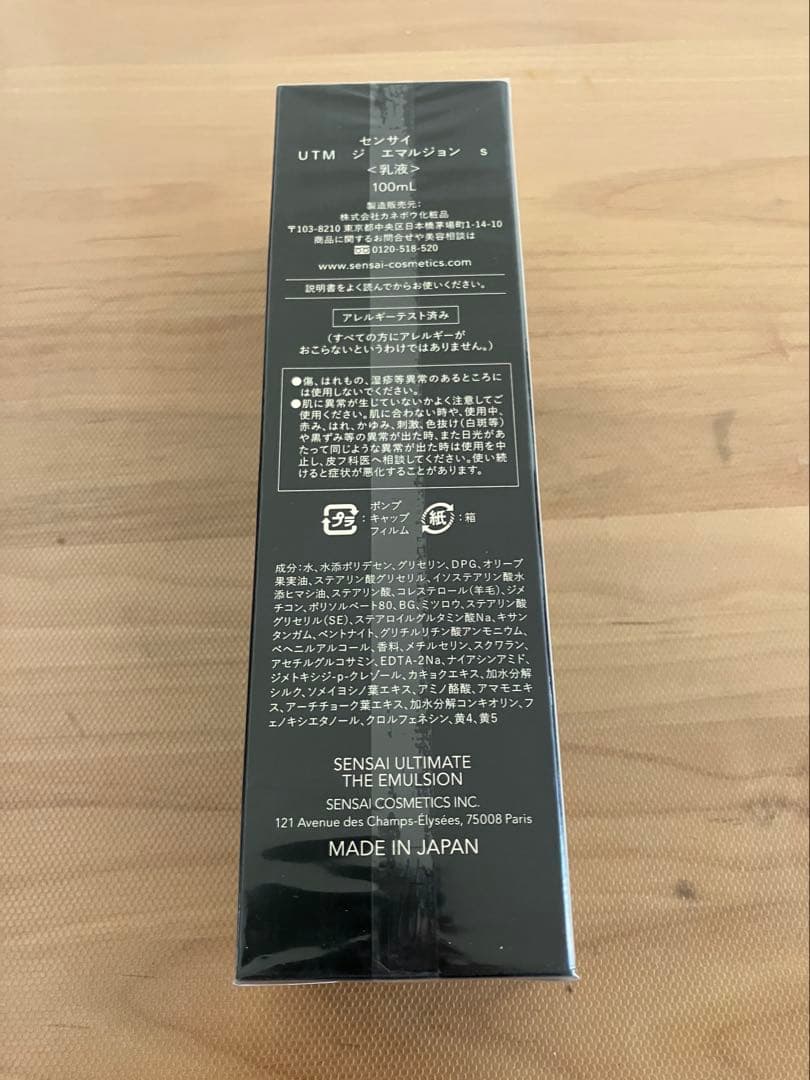 センサイ
UTM ジ エマルジョン s
<乳液>
100mL
製造販売元:
株式会社カネボウ化粧品
〒103-8210 東京都中央区日本橋茅場町1-14-10
商品に関するお問合せや美容相談は
0120-518-520
www.sensai-cosmetics.com
説明書をよく読んでからお使いください。
アレルギーテスト済み
(すべての方にアレルギーが
おこらないというわけではありません。)
●傷、はれもの、湿疹等異常のあるところに
は使用しないでください。
●肌に異常が生じていないかよく注意してご
使用ください。肌に合わない時や、使用中、
赤み、はれ、かゆみ、刺激、色抜け(白斑等)
や黒ずみ等の異常が出た時、また日光があ
たって同じような異常が出た時は使用を中
止し、皮フ科医へ相談してください。使い続
けると症状が悪化することがあります。
プラ : ポンプ キャップ フィルム 紙 : 箱
成分:水、水添ポリデセン、グリセリン、DPG、オリーブ
果実油、ステアリン酸グリセリル、イソステアリン酸水
添ヒマシ油、ステアリン酸、コレステロール(羊毛)、ジメ
チコン、ポリソルベート80、BG、ミツロウ、ステアリン酸
グリセリル(SE)、ステアロイルグルタミン酸Na、キサン
タンガム、ベントナイト、グリチルリチン酸アンモニウム、
ベヘニルアルコール、香料、メチルセリン、スクワラン、
アセチルグルコサミン、EDTA-2Na、ナイアシンアミド、
ジメトキシジ-p-クレゾール、カキョクエキス、加水分解
シルク、ソメイヨシノ葉エキス、アミノ酪酸、アマモエキ
ス、アーチチョーク葉エキス、加水分解コンキオリン、フェ
ノキシエタノール、クロルフェネシン、黄4、黄5
SENSAI ULTIMATE
THE EMULSION
SENSAI COSMETICS INC.
121 Avenue des Champs-Élysées, 75008 Paris
MADE IN JAPAN